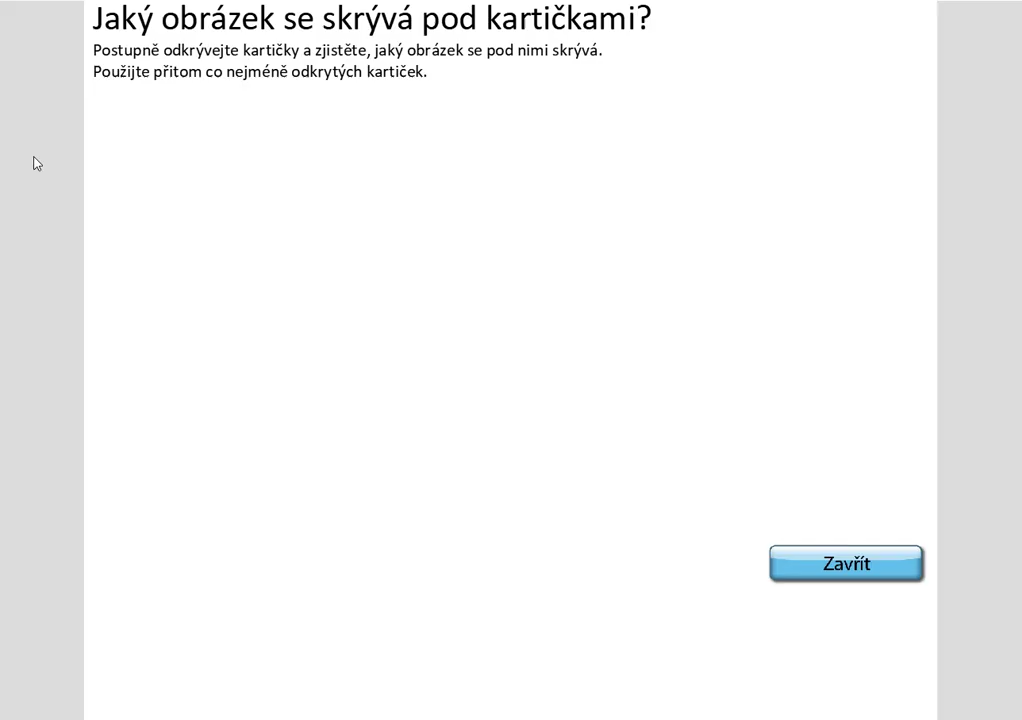 Jaký obrázek se skrývá pod kartičkami?
Postupně odkrývejte kartičky a zjistěte, jaký obrázek se pod nimi skrývá.
Použijte přitom co nejméně odkrytých kartiček.
Zavřít